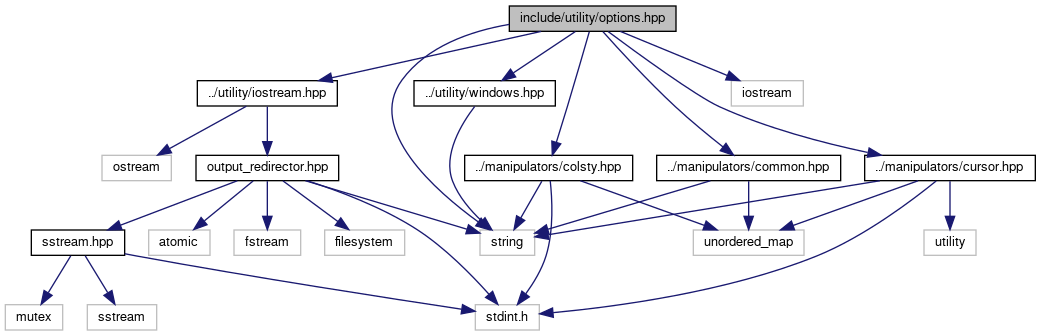 include/utility/options.hpp
../utility/iostream.hpp
../utility/windows.hpp
iostream
ostream
output_redirector.hpp
../manipulators/colsty.hpp
../manipulators/common.hpp
../manipulators/cursor.hpp
sstream.hpp
atomic
fstream
filesystem
string
unordered_map
utility
mutex
sstream
stdint.h